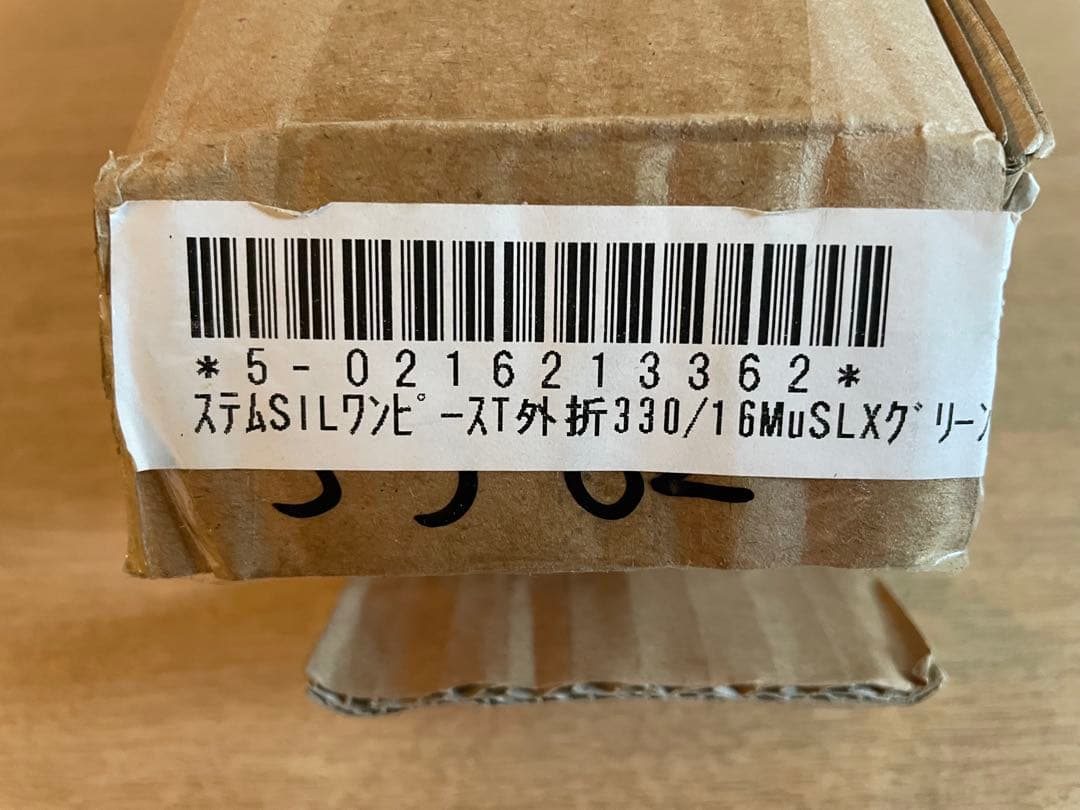 *5-0216213362*
ｽﾃﾑSILﾜﾝﾋﾟｰｽT外折330/16MuSLXｸﾞﾘｰﾝ